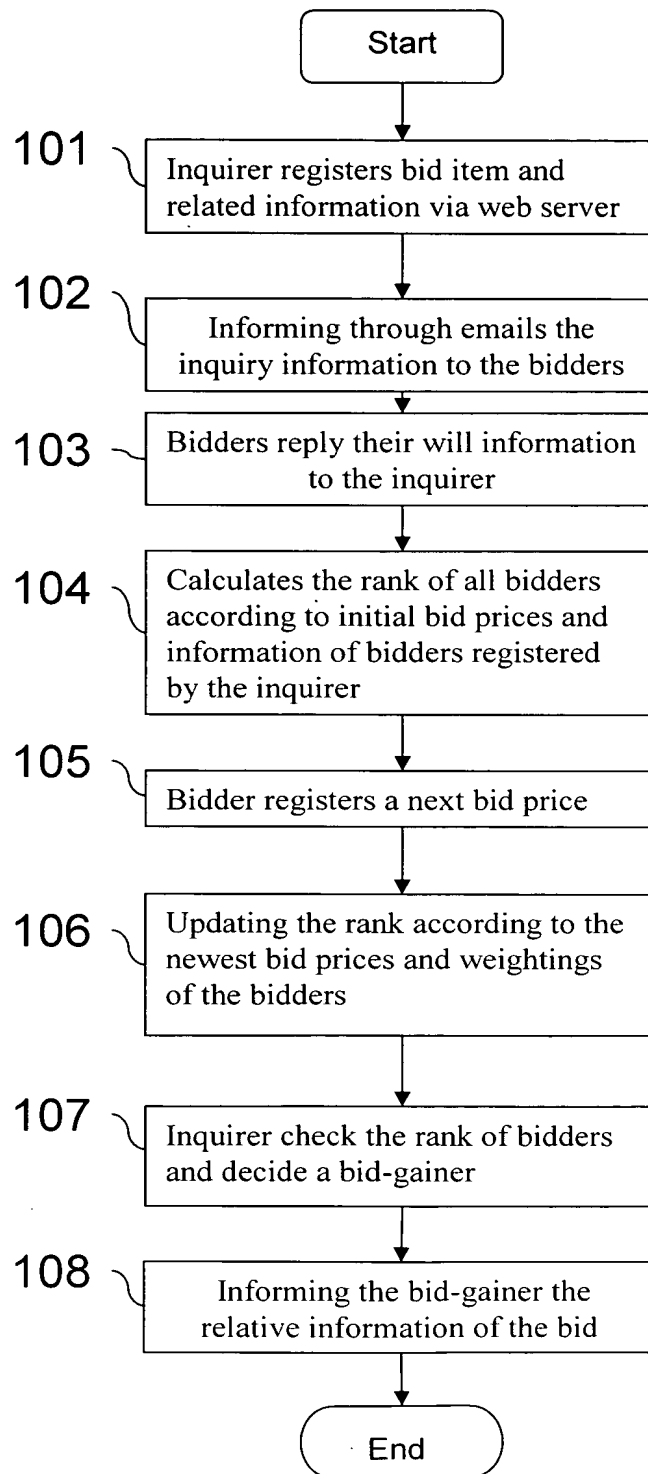 Start
101
Inquirer registers bid item and
related information via web server
102
Informing through emails the
inquiry information to the bidders
103
Bidders reply their will information
to the inquirer
104
Calculates the rank of all bidders
according to initial bid prices and
information of bidders registered
by the inquirer
105
Bidder registers a next bid price
106
Updating the rank according to the
newest bid prices and weightings
of the bidders
107
Inquirer check the rank of bidders
and decide a bid-gainer
108
Informing the bid-gainer the
relative information of the bid
End